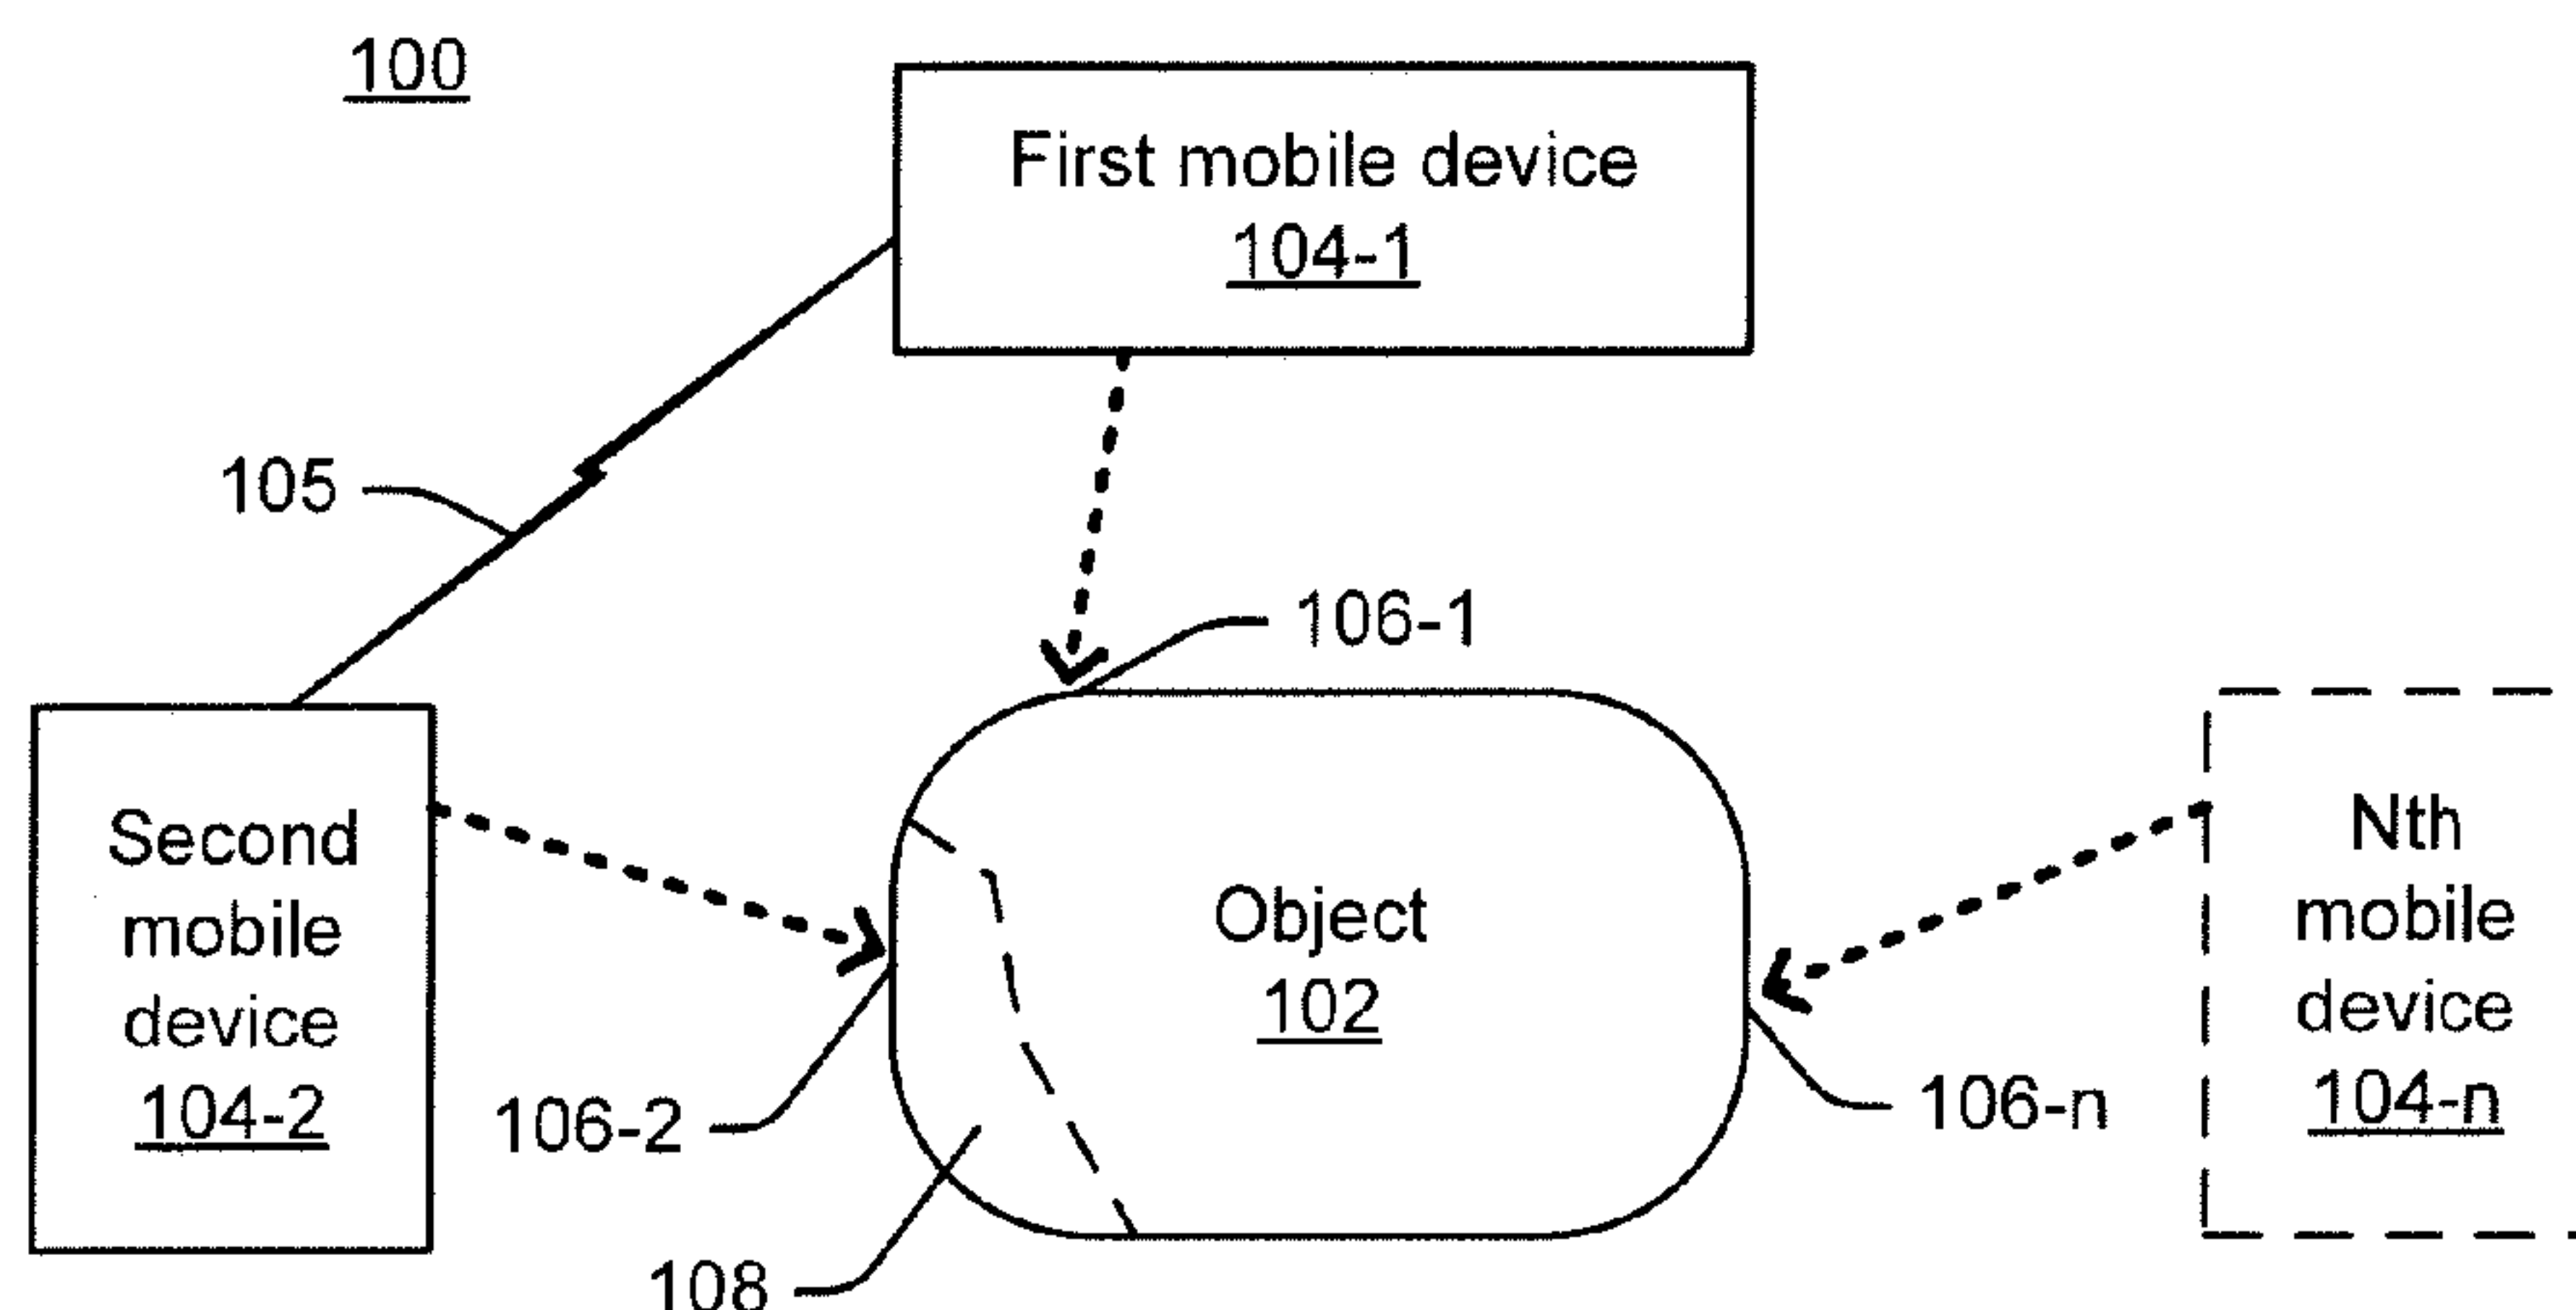 100
First mobile device
104-1
105
106-1
Second
mobile
device
104-2
Object
102
Nth
mobile
device
104-n
106-2
106-n
108